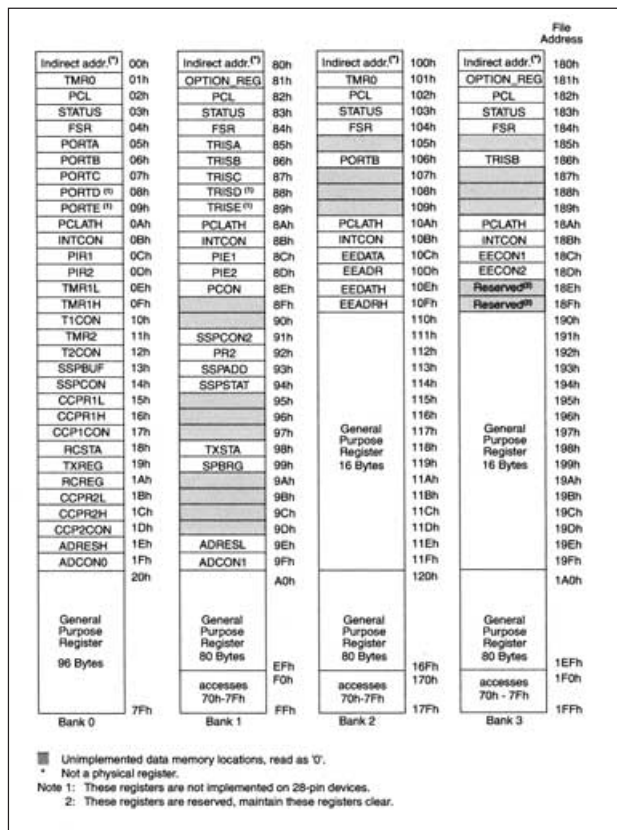 File
Address
Indirect addr.(*) 00h Indirect addr.(*) 80h Indirect addr.(*) 100h Indirect addr.(*) 180h
TMR0 01h OPTION_REG 81h TMR0 101h OPTION_REG 181h
PCL 02h PCL 82h PCL 102h PCL 182h
STATUS 03h STATUS 83h STATUS 103h STATUS 183h
FSR 04h FSR 84h FSR 104h FSR 184h
PORTA 05h TRISA 85h 105h 185h
PORTB 06h TRISB 86h PORTB 106h TRISB 186h
PORTC 07h TRISC 87h 107h 187h
PORTD (1) 08h TRISD (1) 88h 108h 188h
PORTE (1) 09h TRISE (1) 89h 109h 189h
PCLATH 0Ah PCLATH 8Ah PCLATH 10Ah PCLATH 18Ah
INTCON 0Bh INTCON 8Bh INTCON 10Bh INTCON 18Bh
PIR1 0Ch PIE1 8Ch EEDATA 10Ch EECON1 18Ch
PIR2 0Dh PIE2 8Dh EEADR 10Dh EECON2 18Dh
TMR1L 0Eh PCON 8Eh EEDATH 10Eh Reserved(2) 18Eh
TMR1H 0Fh 8Fh EEADRH 10Fh Reserved(2) 18Fh
T1CON 10h 90h 110h 190h
TMR2 11h SSPCON2 91h 111h 191h
T2CON 12h PR2 92h 112h 192h
SSPBUF 13h SSPADD 93h 113h 193h
SSPCON 14h SSPSTAT 94h 114h 194h
CCPR1L 15h 95h 115h 195h
CCPR1H 16h 96h 116h 196h
CCP1CON 17h 97h General 117h General 197h
RCSTA 18h TXSTA 98h Purpose 118h Purpose 198h
TXREG 19h SPBRG 99h Register 119h Register 199h
RCREG 1Ah 9Ah 16 Bytes 11Ah 16 Bytes 19Ah
CCPR2L 1Bh 9Bh 11Bh 19Bh
CCPR2H 1Ch 9Ch 11Ch 19Ch
CCP2CON 1Dh 9Dh 11Dh 19Dh
ADRESH 1Eh ADRESL 9Eh 11Eh 19Eh
ADCON0 1Fh ADCON1 9Fh 11Fh 19Fh
20h A0h 120h 1A0h
General General General General
Purpose Purpose Purpose Purpose
Register Register Register Register
96 Bytes 80 Bytes 80 Bytes 80 Bytes
EFh 16Fh 1EFh
F0h 170h 1F0h
accesses accesses accesses
70h-7Fh 70h-7Fh 70h - 7Fh
7Fh FFh 17Fh 1FFh
Bank 0 Bank 1 Bank 2 Bank 3
Unimplemented data memory locations, read as '0'.
* Not a physical register.
Note 1: These registers are not implemented on 28-pin devices.
2: These registers are reserved, maintain these registers clear.